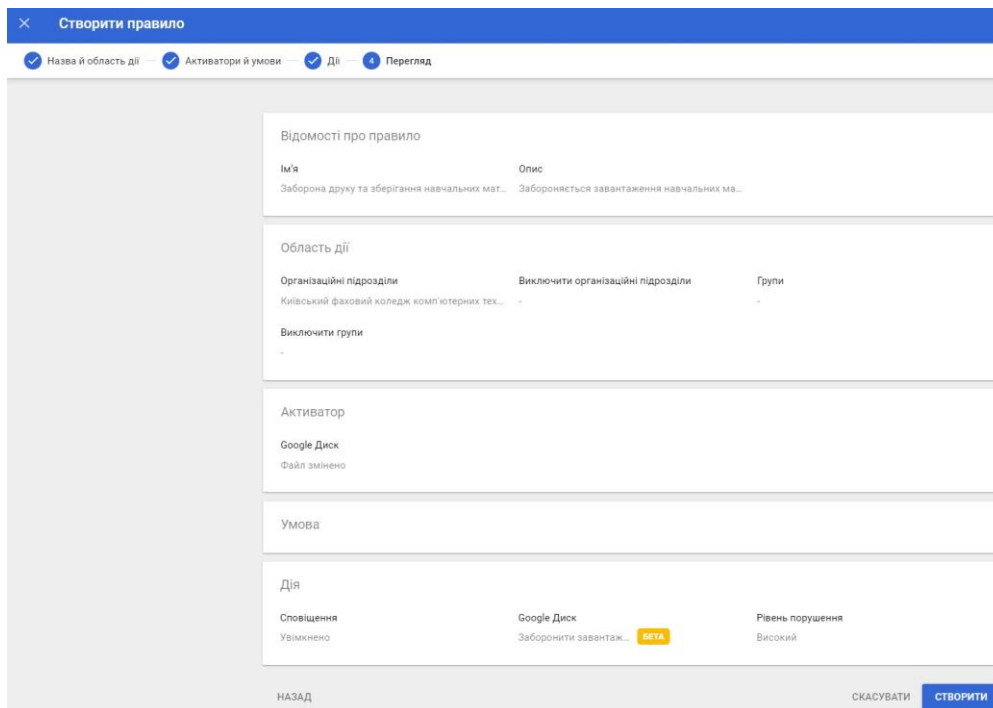 Створити правило
Назва й область дії
Активатори й умови
Дії
4 Перегляд
Відомості про правило
Ім'я
Опис
Заборона друку та зберігання навчальних мат...
Забороняється завантаження навчальних ма...
Область дії
Організаційні підрозділи
Виключити організаційні підрозділи
Групи
Київський фаховий коледж комп'ютерних тех...
-
-
Виключити групи
-
Активатор
Google Диск
Файл змінено
Умова
Дія
Сповіщення
Google Диск
Рівень порушення
Увімкнено
Заборонити завантаж... БЕТА
Високий
НАЗАД
СКАСУВАТИ
СТВОРИТИ